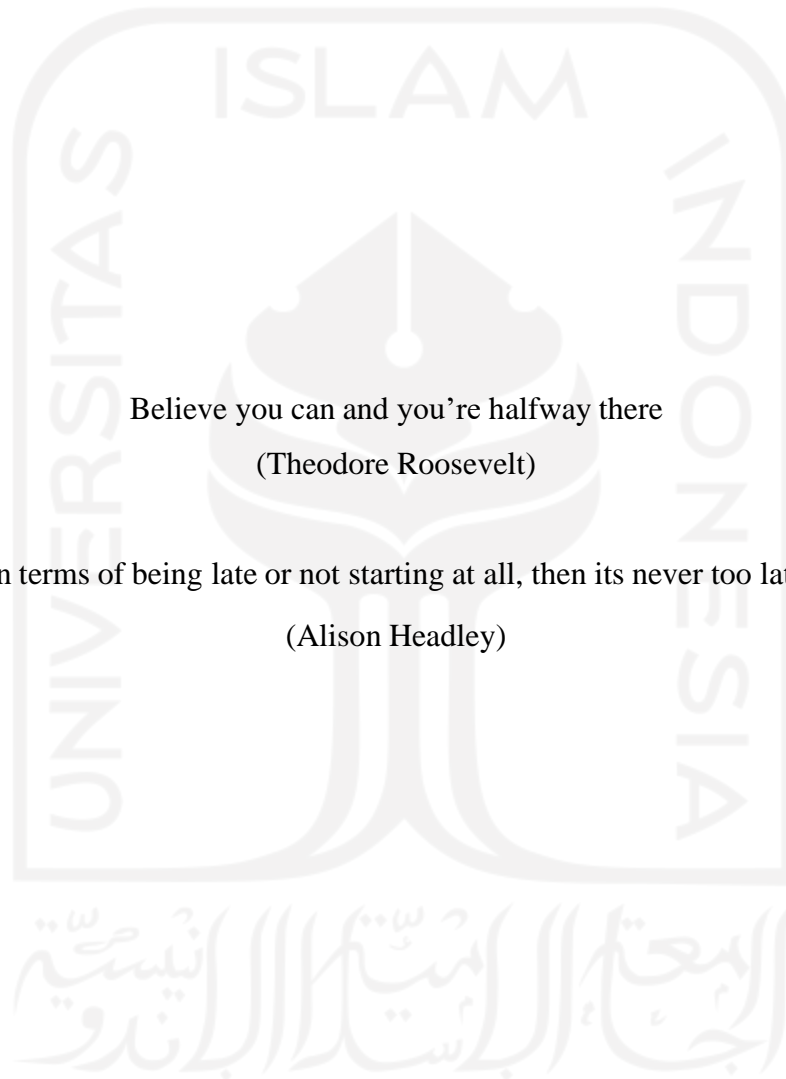 ISLAM
UNIVERSITAS
INDONESIA
Believe you can and you’re halfway there
(Theodore Roosevelt)
n terms of being late or not starting at all, then its never too lat
(Alison Headley)